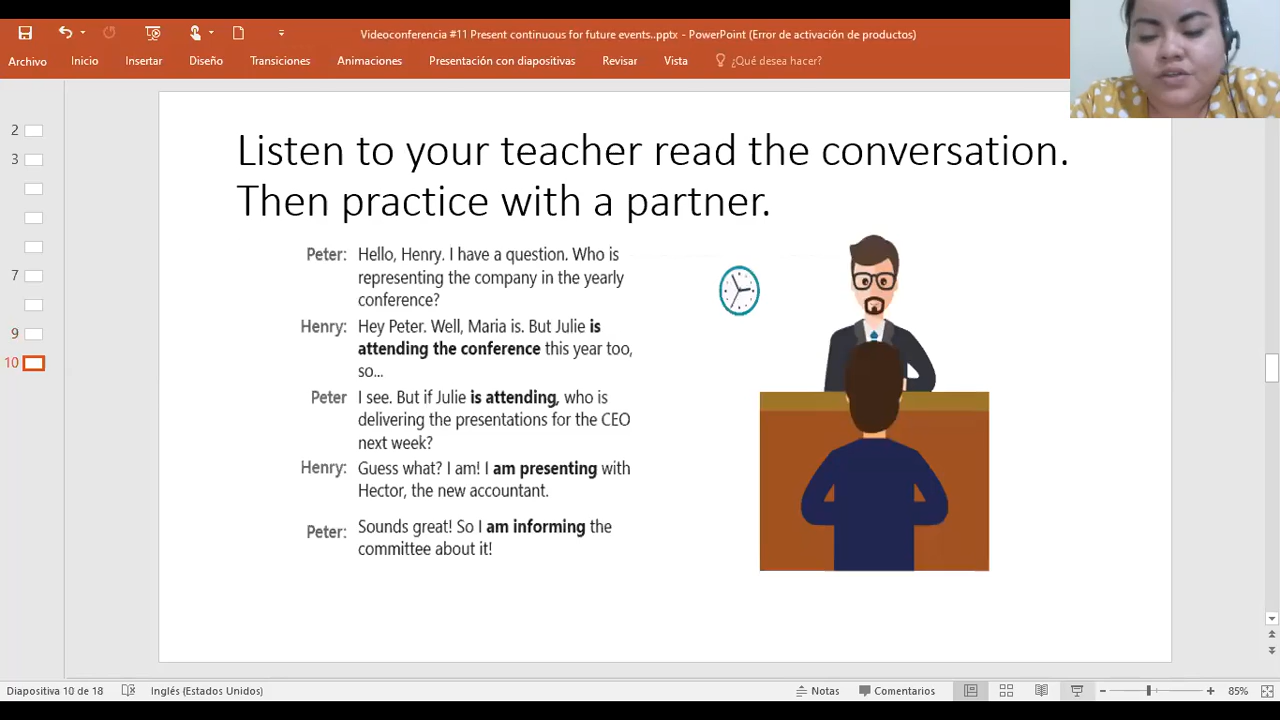 Videoconferencia #11 Present continuous for future events..pptx - PowerPoint (Error de activación de productos)
Archivo Inicio Insertar Diseño Transiciones Animaciones Presentación con diapositivas Revisar Vista ¿Qué desea hacer?
2
3
7
9
10
Listen to your teacher read the conversation.
Then practice with a partner.
Peter: Hello, Henry. I have a question. Who is
representing the company in the yearly
conference?
Henry: Hey Peter. Well, Maria is. But Julie is
attending the conference this year too,
so...
Peter I see. But if Julie is attending, who is
delivering the presentations for the CEO
next week?
Henry: Guess what? I am! I am presenting with
Hector, the new accountant.
Peter: Sounds great! So I am informing the
committee about it!
Diapositiva 10 de 18 Inglés (Estados Unidos) Notas Comentarios 85%